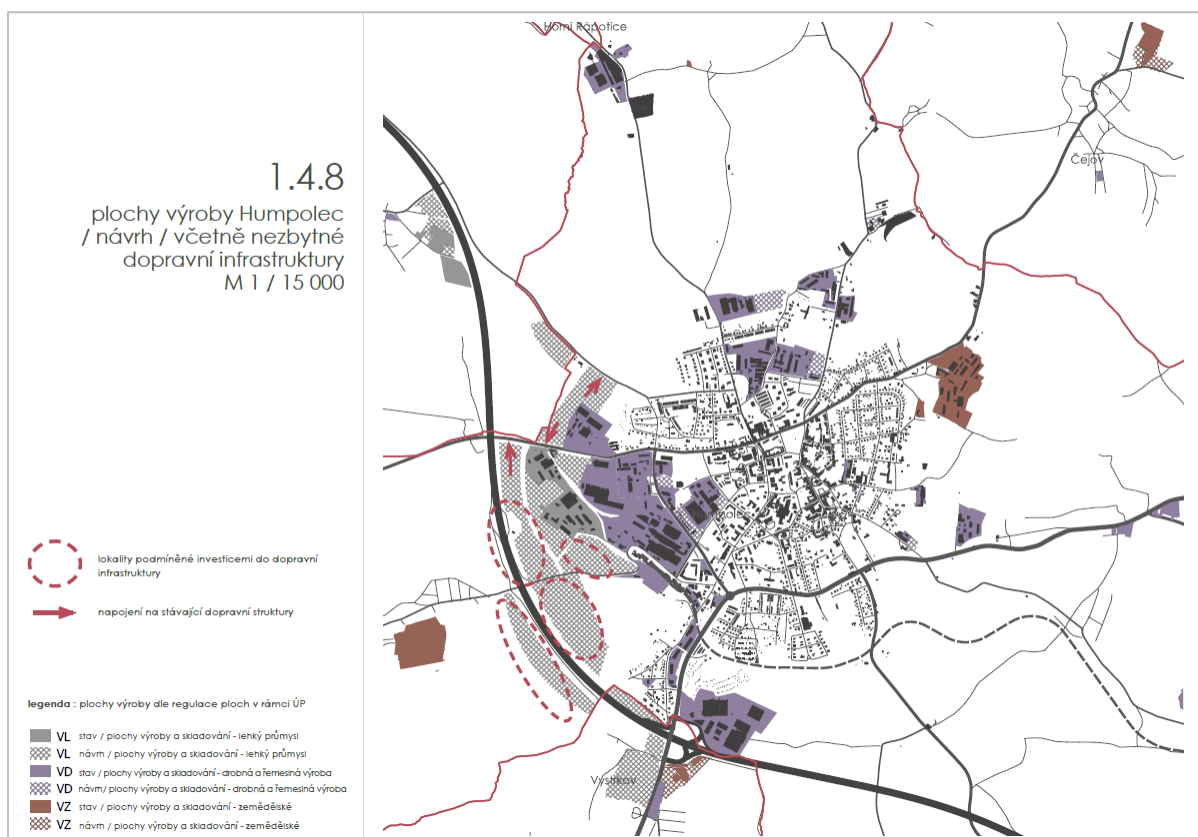 1.4.8
plochy výroby Humpolec
/ návrh / včetně nezbytné
dopravní infrastruktury
M 1 / 15 000
lokality podmíněné investicemi do dopravní
infrastruktury
napojení na stávající dopravní struktury
legenda : plochy výroby dle regulace ploch v rámci ÚP
VL stav / plochy výroby a skladování - lehký průmysl
VL návrh / plochy výroby a skladování - lehký průmysl
VD stav / plochy výroby a skladování - drobná a řemeslná výroba
VD návrh/ plochy výroby a skladování - drobná a řemeslná výroba
VZ stav / plochy výroby a skladování - zemědělské
VZ návrh / plochy výroby a skladování - zemědělské
Horní Rápotice
Čejov
Humpolec
Vystrkov